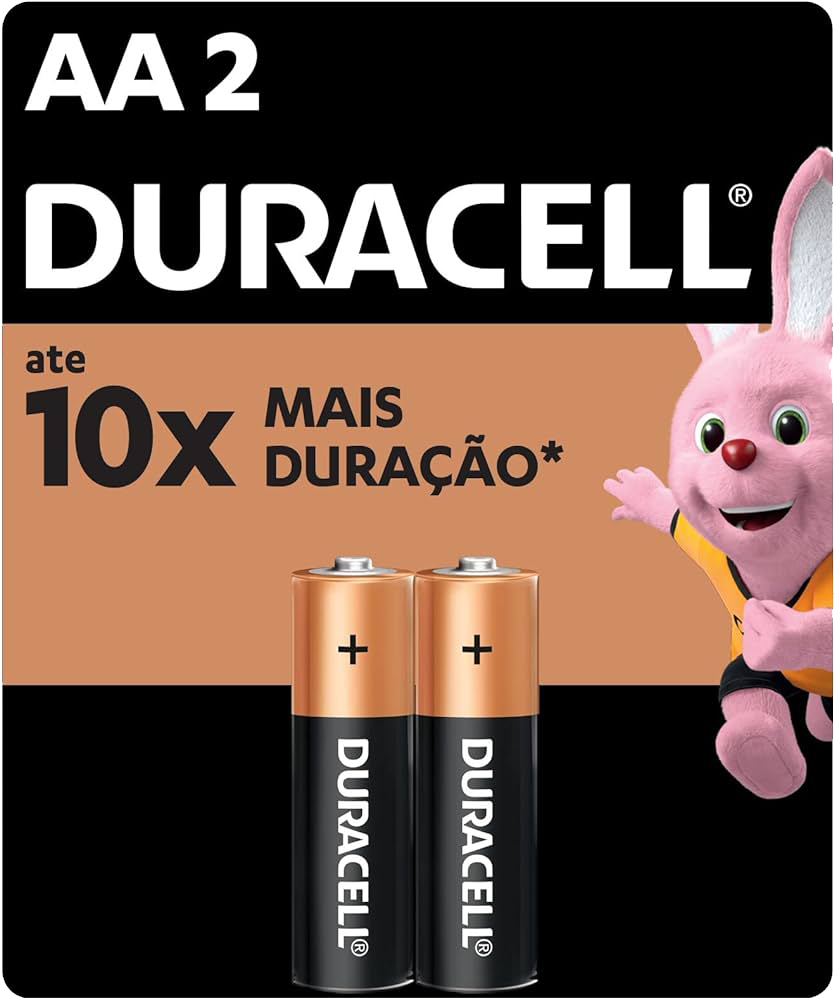 AA 2
DURACELL®
ate
10x MAIS
DURAÇÃO*
+ +
DURACELL®
DURACELL®